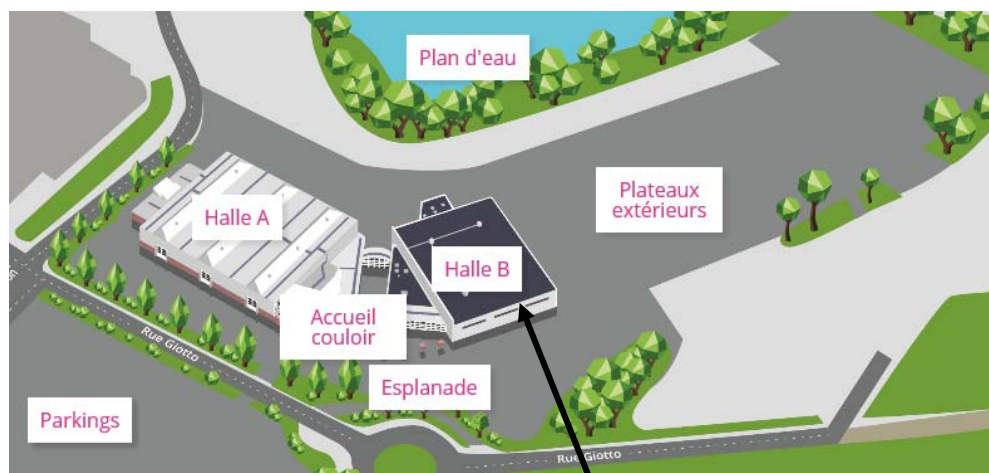 Plan d'eau
Plateaux
extérieurs
Halle A
Halle B
Accueil
couloir
Rue Giotto
Esplanade
Parkings
Rue Giotto